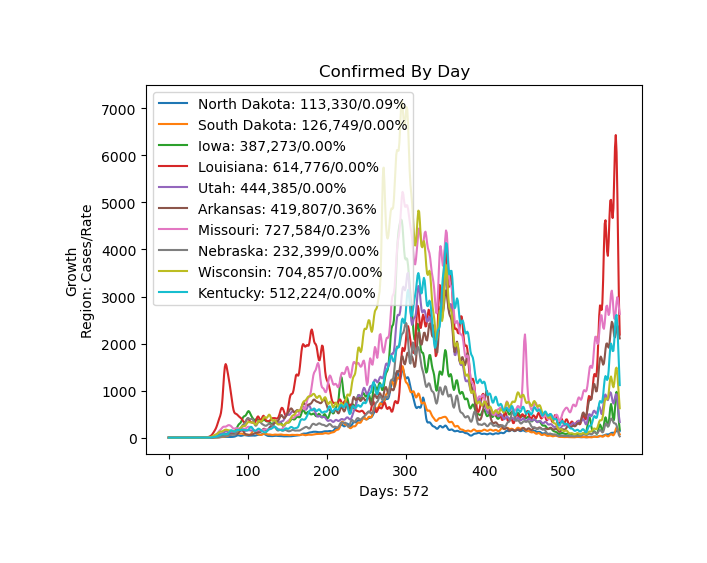 Confirmed By Day
Growth
Region: Cases/Rate
7000
6000
5000
4000
3000
2000
1000
0
North Dakota: 113,330/0.09%
South Dakota: 126,749/0.00%
Iowa: 387,273/0.00%
Louisiana: 614,776/0.00%
Utah: 444,385/0.00%
Arkansas: 419,807/0.36%
Missouri: 727,584/0.23%
Nebraska: 232,399/0.00%
Wisconsin: 704,857/0.00%
Kentucky: 512,224/0.00%
0 100 200 300 400 500
Days: 572